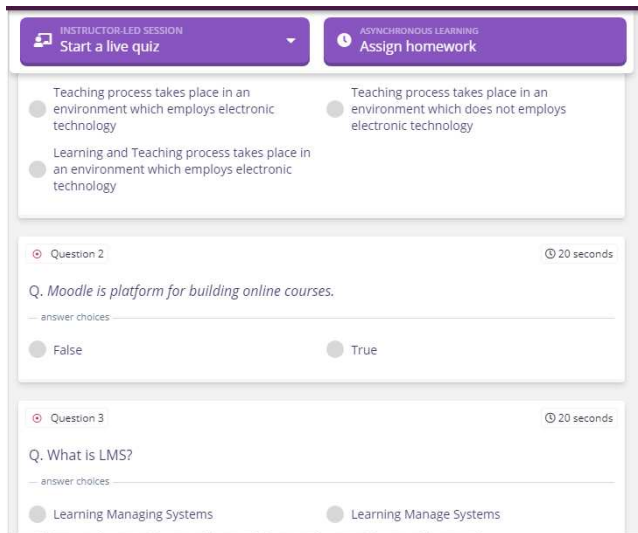 INSTRUCTOR-LED SESSION
Start a live quiz
ASYNCHRONOUS LEARNING
Assign homework
Teaching process takes place in an
environment which employs electronic
technology
Teaching process takes place in an
environment which does not employs
electronic technology
Learning and Teaching process takes place in
an environment which employs electronic
technology
Question 2
20 seconds
Q. Moodle is platform for building online courses.
answer choices
False
True
Question 3
20 seconds
Q. What is LMS?
answer choices
Learning Managing Systems
Learning Manage Systems